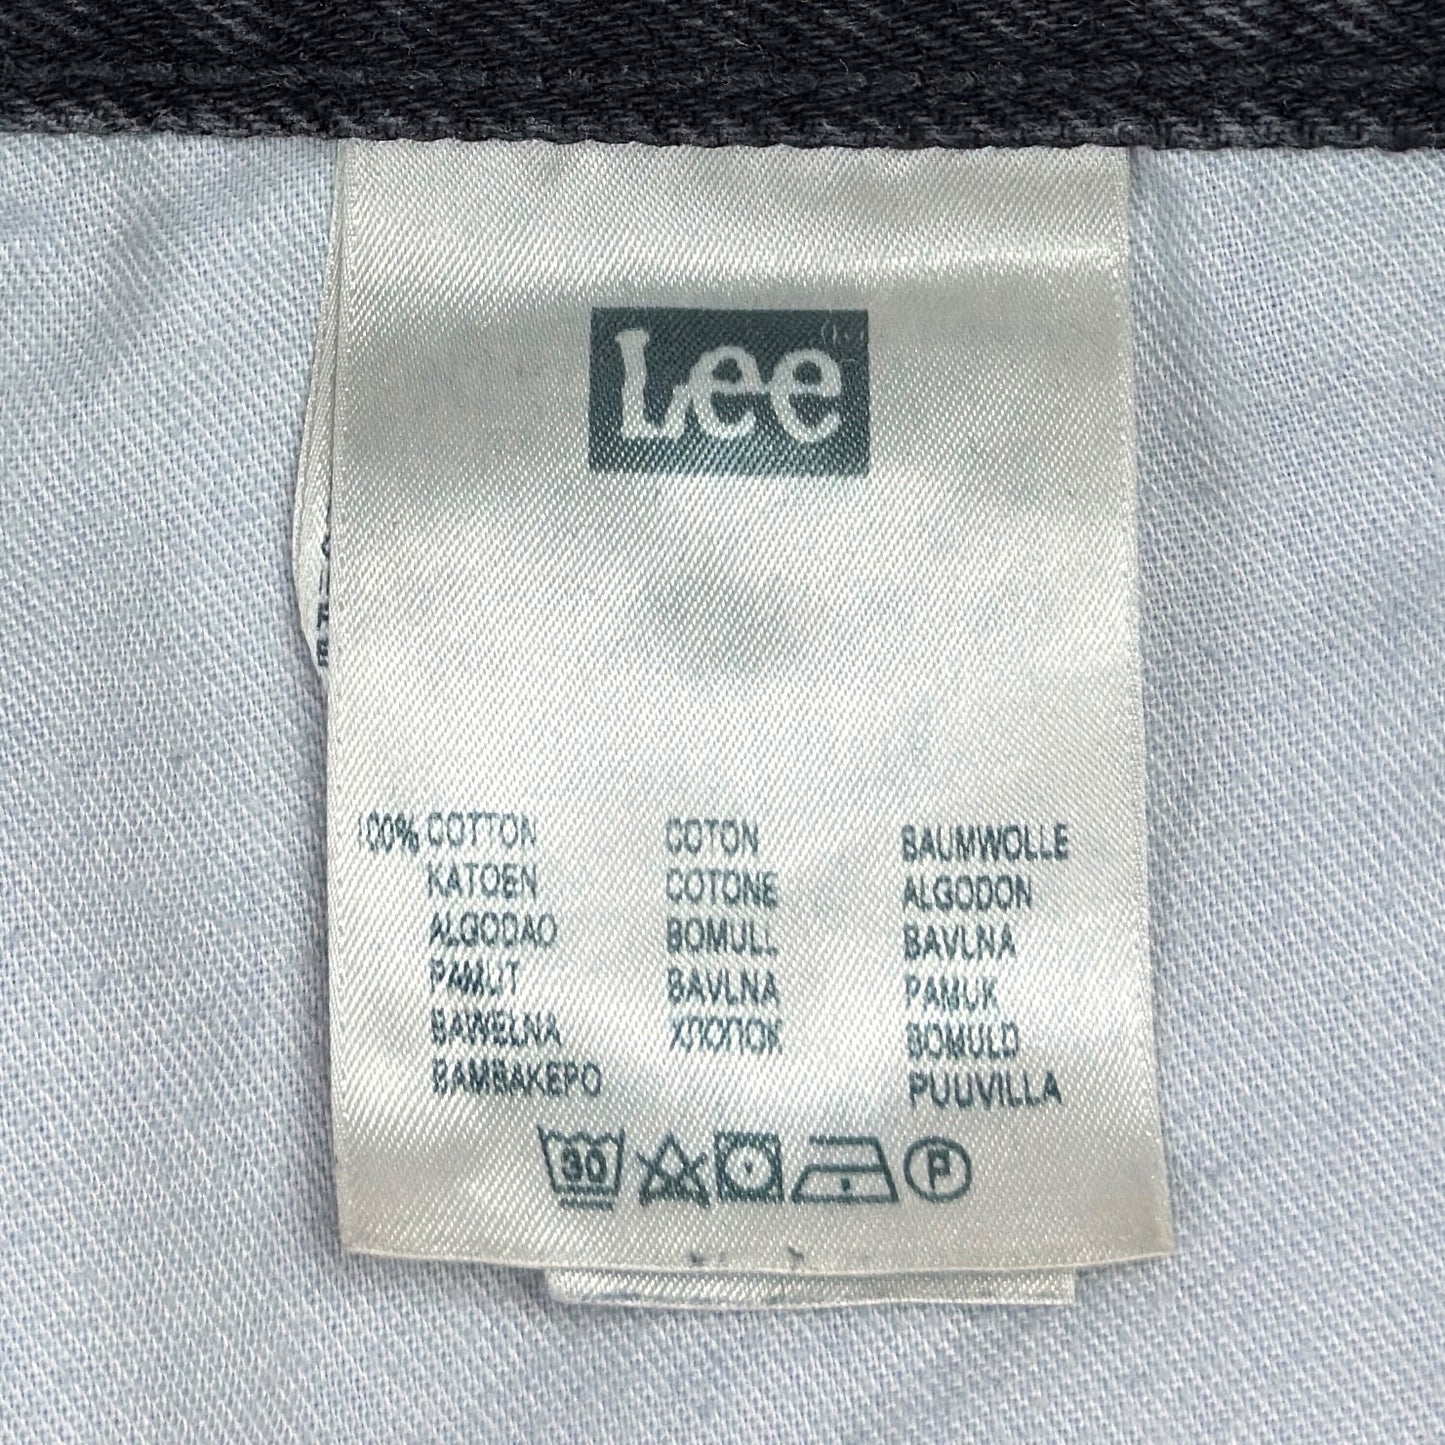 Lee
100% COTTON COTON BAUMWOLLE
KATOEN COTONE ALGODON
ALGODAO BOMULL BAVLNA
PAMUT BAVLNA PAMUK
BAWEŁNA ХЛОПОК BOMULD
BAMBAKEPO PUUVILLA
30 P